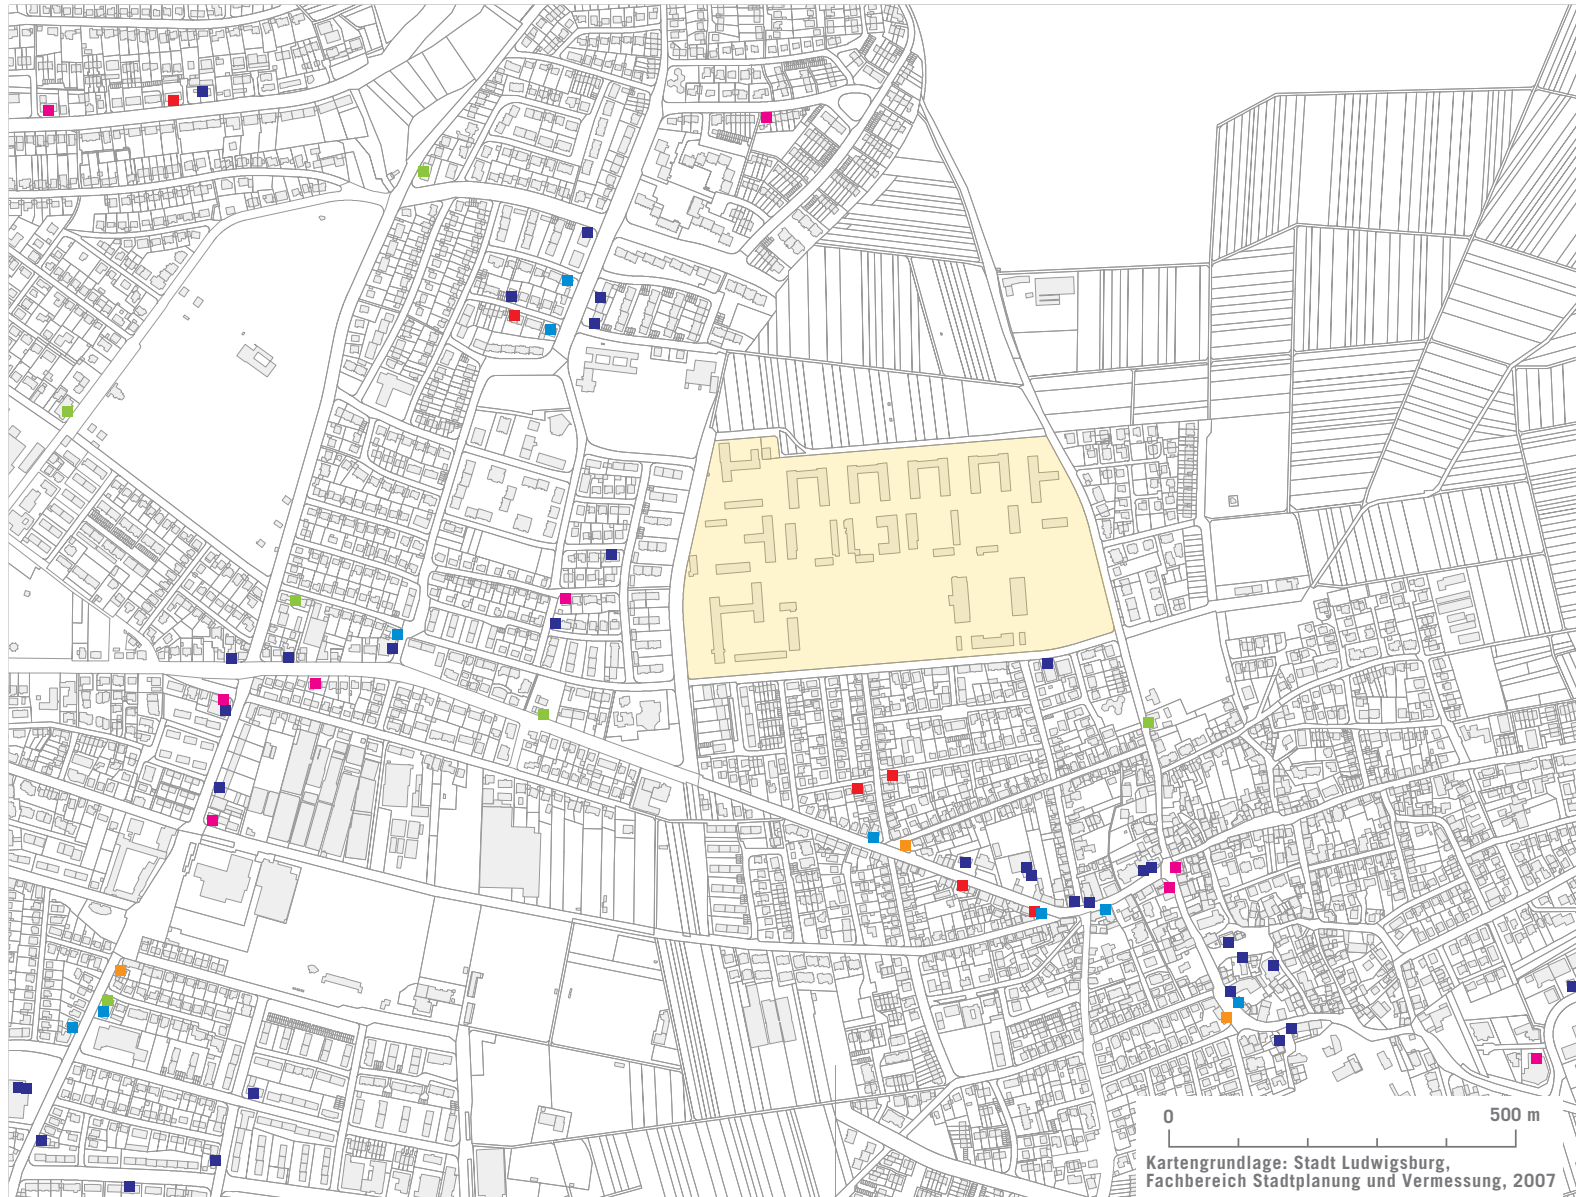 0 500 m
Kartengrundlage: Stadt Ludwigsburg,
Fachbereich Stadtplanung und Vermessung, 2007